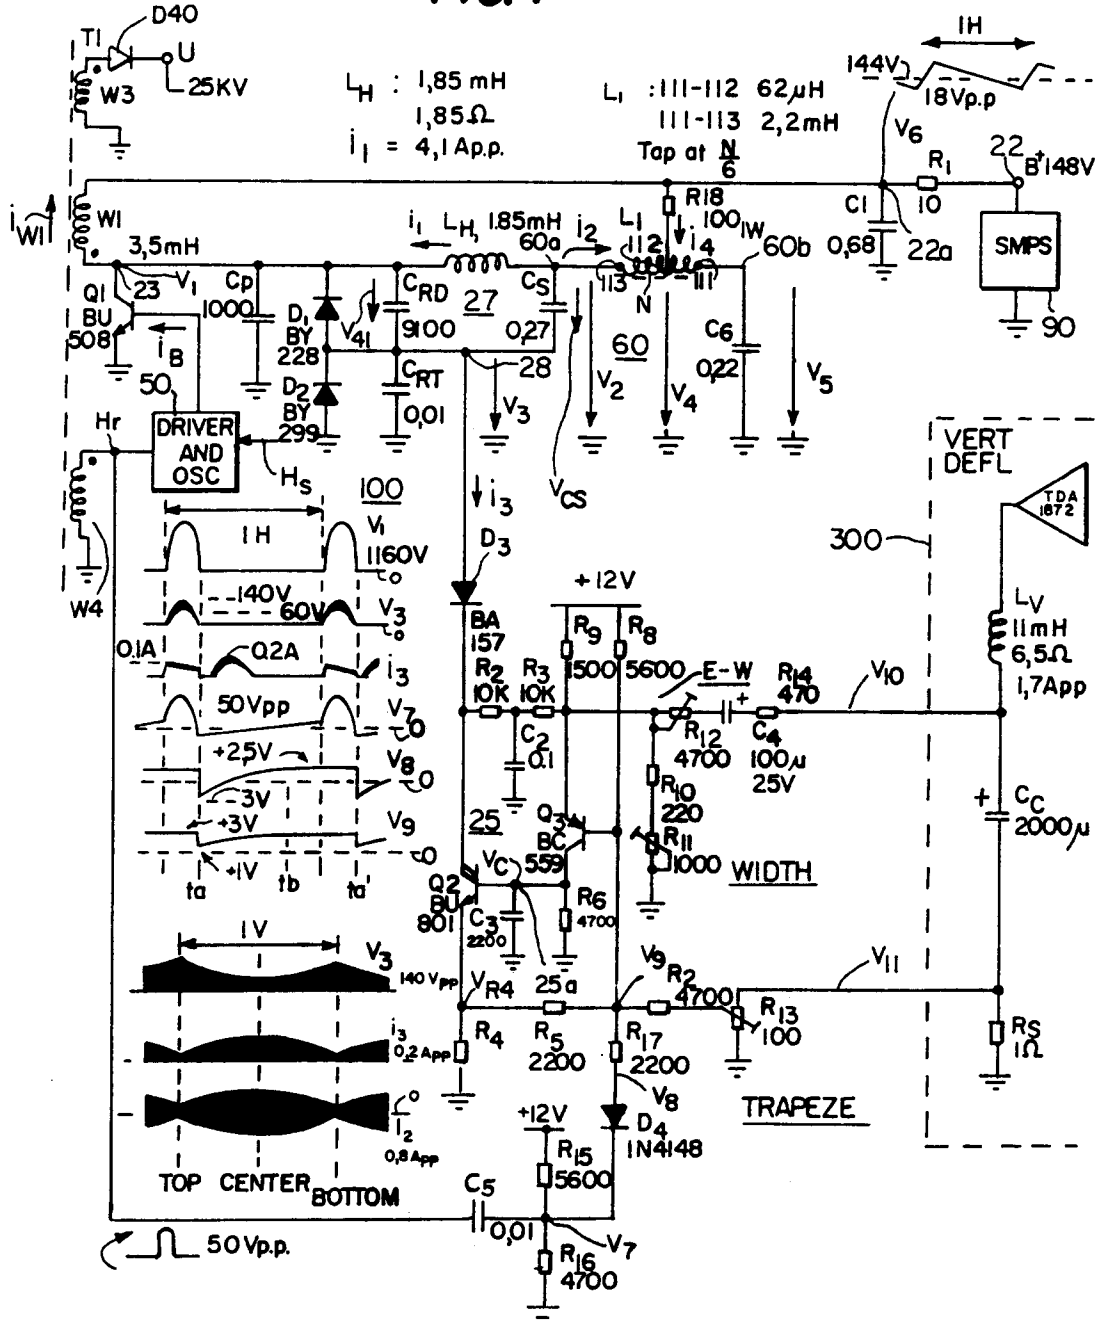 D40
T1
U
W3
25KV
LH : 1,85 mH
1,85Ω
i1 = 4,1 Ap.p.
L1 : 111-112 62μH
111-113 2,2mH
Tap at N/6
1H
144V
18Vp.p
V6
22
R1
B+148V
10
C1
0,68
22a
SMPS
90
iW1
W1
3,5mH
23
V1
i1
LH, 1.85mH
60a
i2
L1
112
R18
100 1W
i4
60b
113
N
111
Q1
BU
508
iB
Cp
1000
D1
BY
228
V41
CRD
9100
27
CS
0,27
60
C6
0,22
V2
V4
V5
28
D2
BY
299
CRT
0,01
V3
VCS
50
Hr
DRIVER
AND
OSC
HS
W4
100
1H
V1
1160V
0
140V
60V
V3
0
0.1A
0.2A
i3
50Vpp
V7
0
+2,5V
V8
0
-3V
+3V
V9
+1V
0
ta
tb
ta'
i3
D3
BA
157
+12V
R9
1500
R8
5600
R2
10K
R3
10K
E-W
R14
470
V10
C2
0.1
R12
4700
C4
100μ
25V
R10
220
R11
1000
WIDTH
25
Q3
BC
559
VC
Q2
BU
801
C3
2200
R6
4700
25a
VERT
DEFL
TDA
1872
300
LV
11mH
6,5Ω
1,7App
CC
2000μ
V11
1V
V3
140Vpp
i3
0,2App
0
i2
0,8App
TOP
CENTER
BOTTOM
VR4
R4
R5
2200
V9
R2
4700
R13
100
R17
2200
RS
1Ω
V8
TRAPEZE
D4
1N4148
+12V
R15
5600
C5
0,01
V7
R16
4700
50Vp.p.